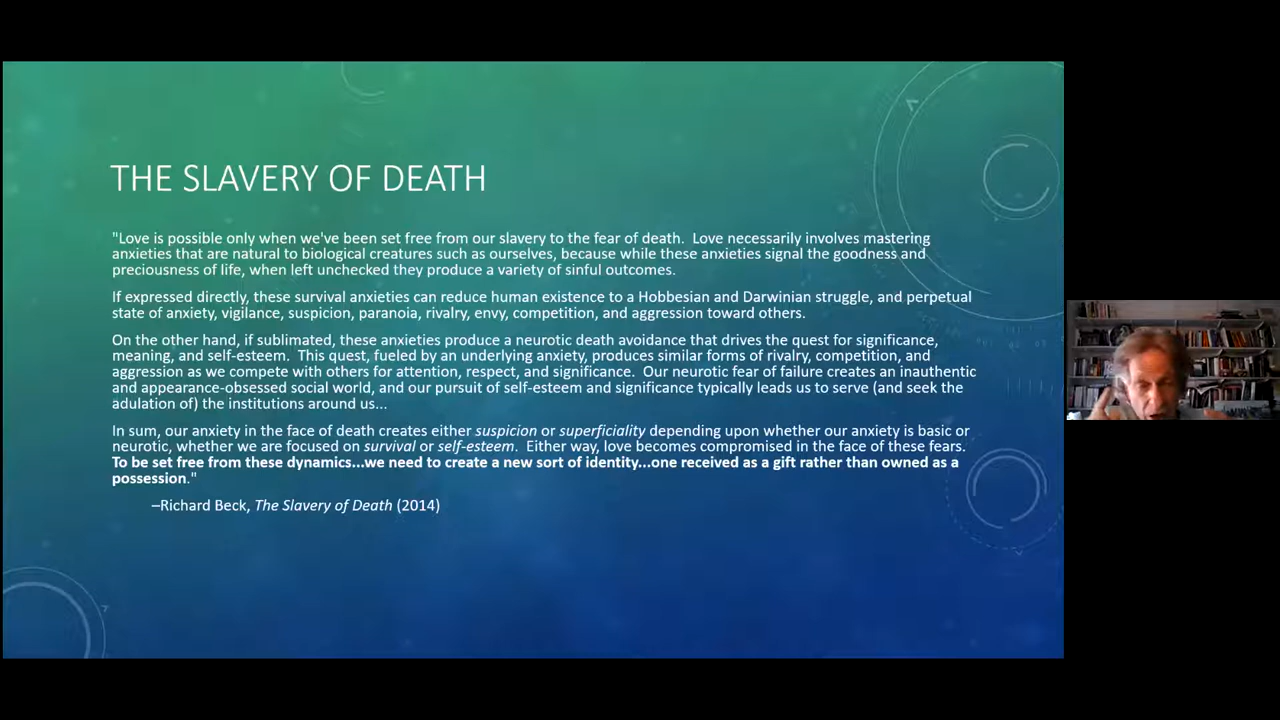 THE SLAVERY OF DEATH
"Love is possible only when we've been set free from our slavery to the fear of death.  Love necessarily involves mastering
anxieties that are natural to biological creatures such as ourselves, because while these anxieties signal the goodness and
preciousness of life, when left unchecked they produce a variety of sinful outcomes.
If expressed directly, these survival anxieties can reduce human existence to a Hobbesian and Darwinian struggle, and perpetual
state of anxiety, vigilance, suspicion, paranoia, rivalry, envy, competition, and aggression toward others.
On the other hand, if sublimated, these anxieties produce a neurotic death avoidance that drives the quest for significance,
meaning, and self-esteem.  This quest, fueled by an underlying anxiety, produces similar forms of rivalry, competition, and
aggression as we compete with others for attention, respect, and significance.  Our neurotic fear of failure creates an inauthentic
and appearance-obsessed social world, and our pursuit of self-esteem and significance typically leads us to serve (and seek the
adulation of) the institutions around us...
In sum, our anxiety in the face of death creates either suspicion or superficiality depending upon whether our anxiety is basic or
neurotic, whether we are focused on survival or self-esteem.  Either way, love becomes compromised in the face of these fears.
To be set free from these dynamics...we need to create a new sort of identity...one received as a gift rather than owned as a
possession."
–Richard Beck, The Slavery of Death (2014)